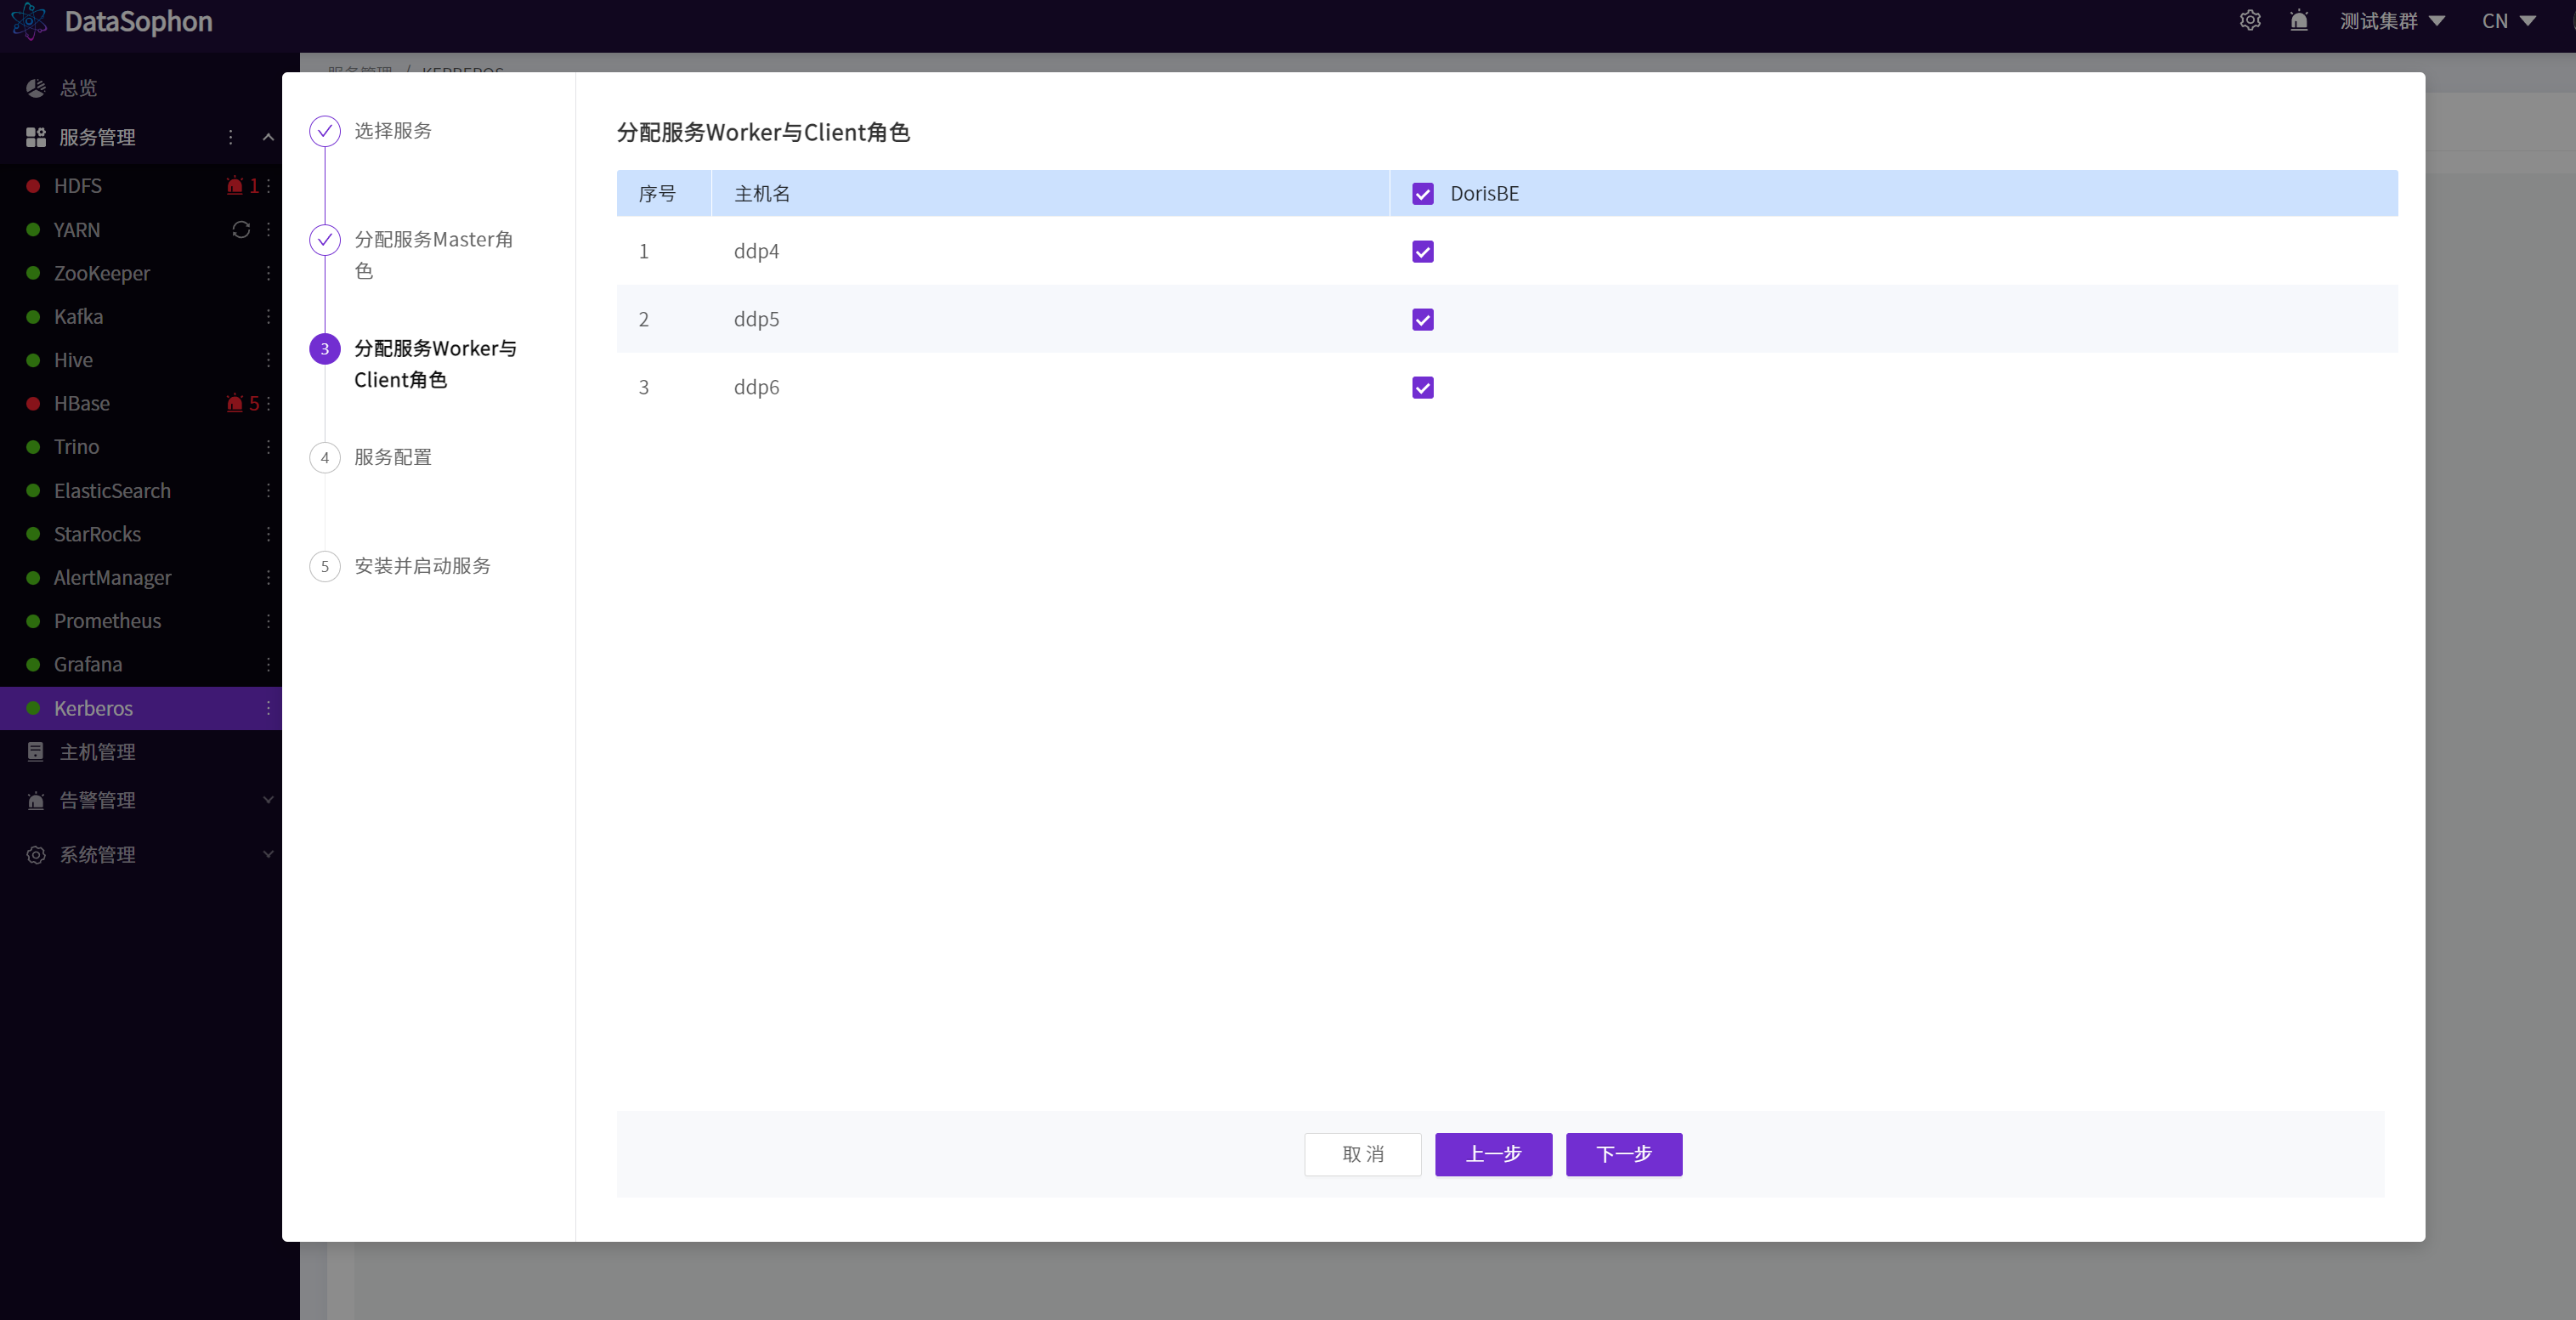 DataSophon
测试集群
CN
总览
服务管理
HDFS
1
YARN
ZooKeeper
Kafka
Hive
HBase
5
Trino
ElasticSearch
StarRocks
AlertManager
Prometheus
Grafana
Kerberos
主机管理
告警管理
系统管理
服务管理 / KERBEROS
选择服务
分配服务Master角
色
3
分配服务Worker与
Client角色
4
服务配置
5
安装并启动服务
分配服务Worker与Client角色
序号 主机名 DorisBE
1 ddp4
2 ddp5
3 ddp6
取 消
上一步
下一步